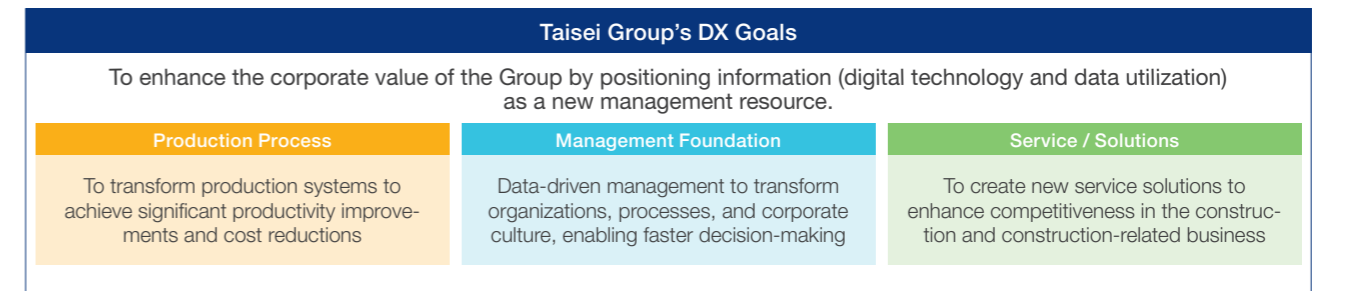 Taisei Group's DX Goals
To enhance the corporate value of the Group by positioning information (digital technology and data utilization)
as a new management resource.
Production Process
To transform production systems to
achieve significant productivity improve-
ments and cost reductions
Management Foundation
Data-driven management to transform
organizations, processes, and corporate
culture, enabling faster decision-making
Service / Solutions
To create new service solutions to
enhance competitiveness in the construc-
tion and construction-related business